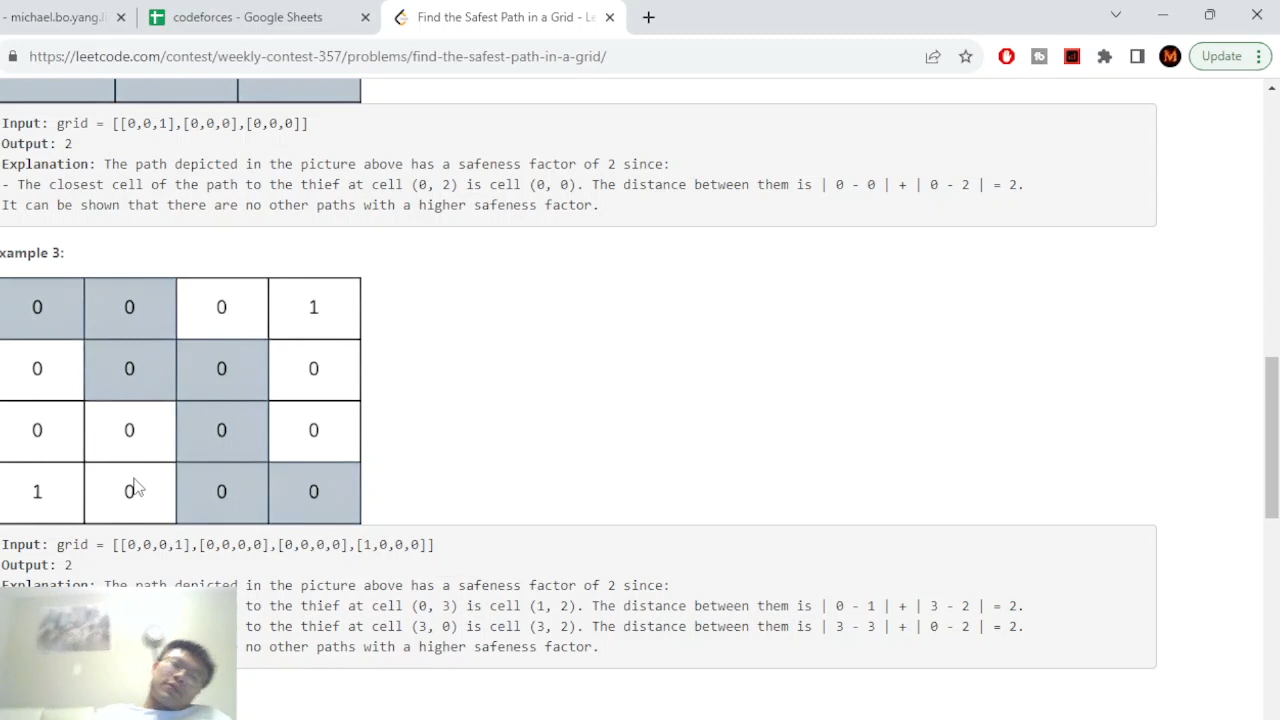 - michael.bo.yang.li
codeforces - Google Sheets
Find the Safest Path in a Grid - Le
https://leetcode.com/contest/weekly-contest-357/problems/find-the-safest-path-in-a-grid/
Update
Input: grid = [[0,0,1],[0,0,0],[0,0,0]]
Output: 2
Explanation: The path depicted in the picture above has a safeness factor of 2 since:
- The closest cell of the path to the thief at cell (0, 2) is cell (0, 0). The distance between them is | 0 - 0 | + | 0 - 2 | = 2.
It can be shown that there are no other paths with a higher safeness factor.
xample 3:
0 0 0 1
0 0 0 0
0 0 0 0
1 0 0 0
Input: grid = [[0,0,0,1],[0,0,0,0],[0,0,0,0],[1,0,0,0]]
Output: 2
Explanation: The path depicted in the picture above has a safeness factor of 2 since:
to the thief at cell (0, 3) is cell (1, 2). The distance between them is | 0 - 1 | + | 3 - 2 | = 2.
to the thief at cell (3, 0) is cell (3, 2). The distance between them is | 3 - 3 | + | 0 - 2 | = 2.
no other paths with a higher safeness factor.